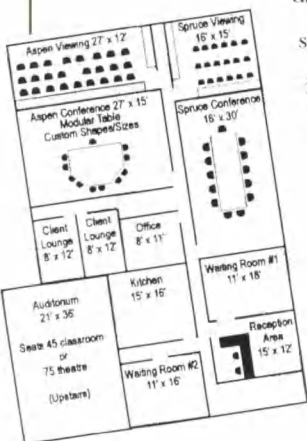 Aspen Viewing 27' x 12'
Spruce Viewing
16' x 15'
Aspen Conference 27' x 15'
Modular Table
Custom Shapes/Sizes
Spruce Conference
16' x 30'
Client
Lounge
8' x 12'
Client
Lounge
8' x 12'
Office
8' x 11'
Kitchen
15' x 16'
Waiting Room #1
11' x 18'
Auditorium
21' x 36'
Seats 45 classroom
or
75 theatre
(Upstairs)
Waiting Room #2
11' x 16'
Reception
Area
15' x 12'
S